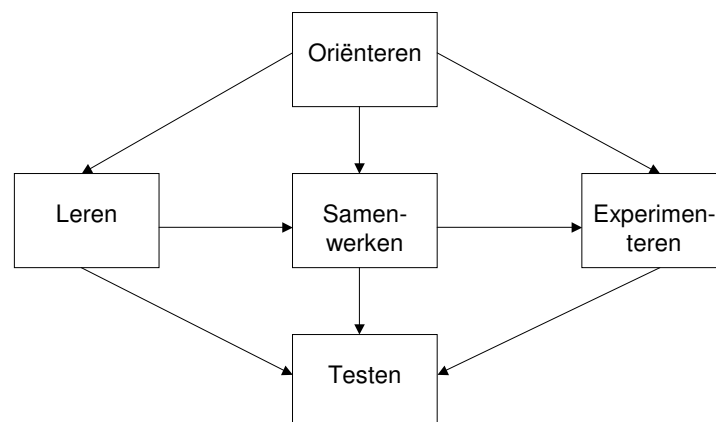 Oriënteren
Leren
Samen-
werken
Experimen-
teren
Testen